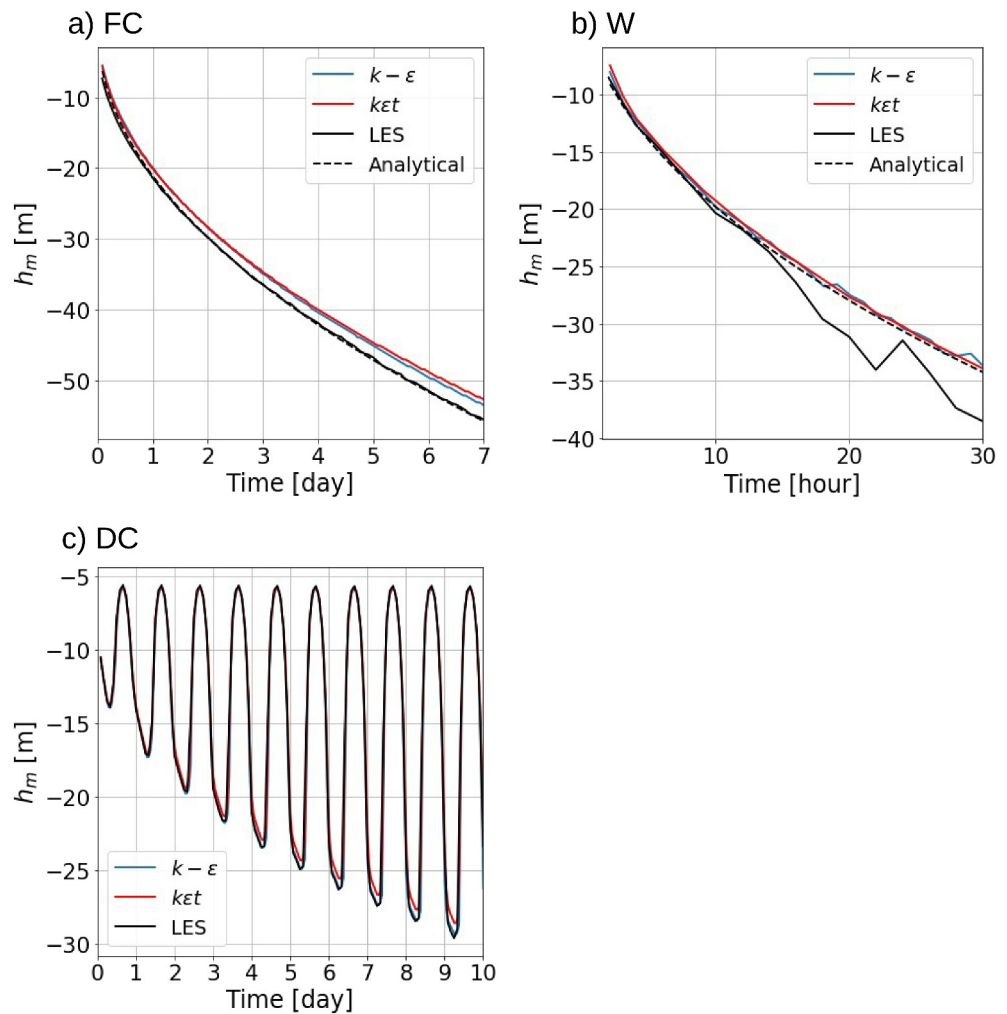 a) FC
k − ε
kεt
LES
Analytical
−10
−20
−30
−40
−50
h_m [m]
0 1 2 3 4 5 6 7
Time [day]
b) W
k − ε
kεt
LES
Analytical
−10
−15
−20
−25
−30
−35
−40
h_m [m]
10 20 30
Time [hour]
c) DC
−5
−10
−15
−20
−25
−30
h_m [m]
k − ε
kεt
LES
0 1 2 3 4 5 6 7 8 9 10
Time [day]